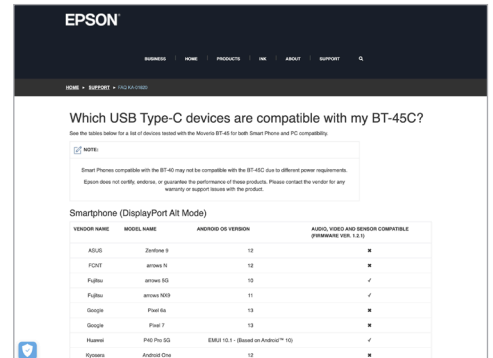 EPSON
BUSINESS HOME PRODUCTS INK ABOUT SUPPORT
HOME ► SUPPORT ► FAQ KA-01620
Which USB Type-C devices are compatible with my BT-45C?
See the tables below for a list of devices tested with the Moverio BT-45 for both Smart Phone and PC compatibility.
NOTE:
Smart Phones compatible with the BT-40 may not be compatible with the BT-45C due to different power requirements.
Epson does not certify, endorse, or guarantee the performance of these products. Please contact the vendor for any
warranty or support issues with the product.
Smartphone (DisplayPort Alt Mode)
VENDOR NAME MODEL NAME ANDROID OS VERSION AUDIO, VIDEO AND SENSOR COMPATIBLE
(FIRMWARE VER. 1.2.1)
ASUS Zenfone 9 12 ✖
FCNT arrows N 12 ✖
Fujitsu arrows 5G 10 ✓
Fujitsu arrows NX9 11 ✓
Google Pixel 6a 13 ✖
Google Pixel 7 13 ✖
Huawei P40 Pro 5G EMUI 10.1 - (Based on Android™ 10) ✓
Kyocera Android One 12 ✖